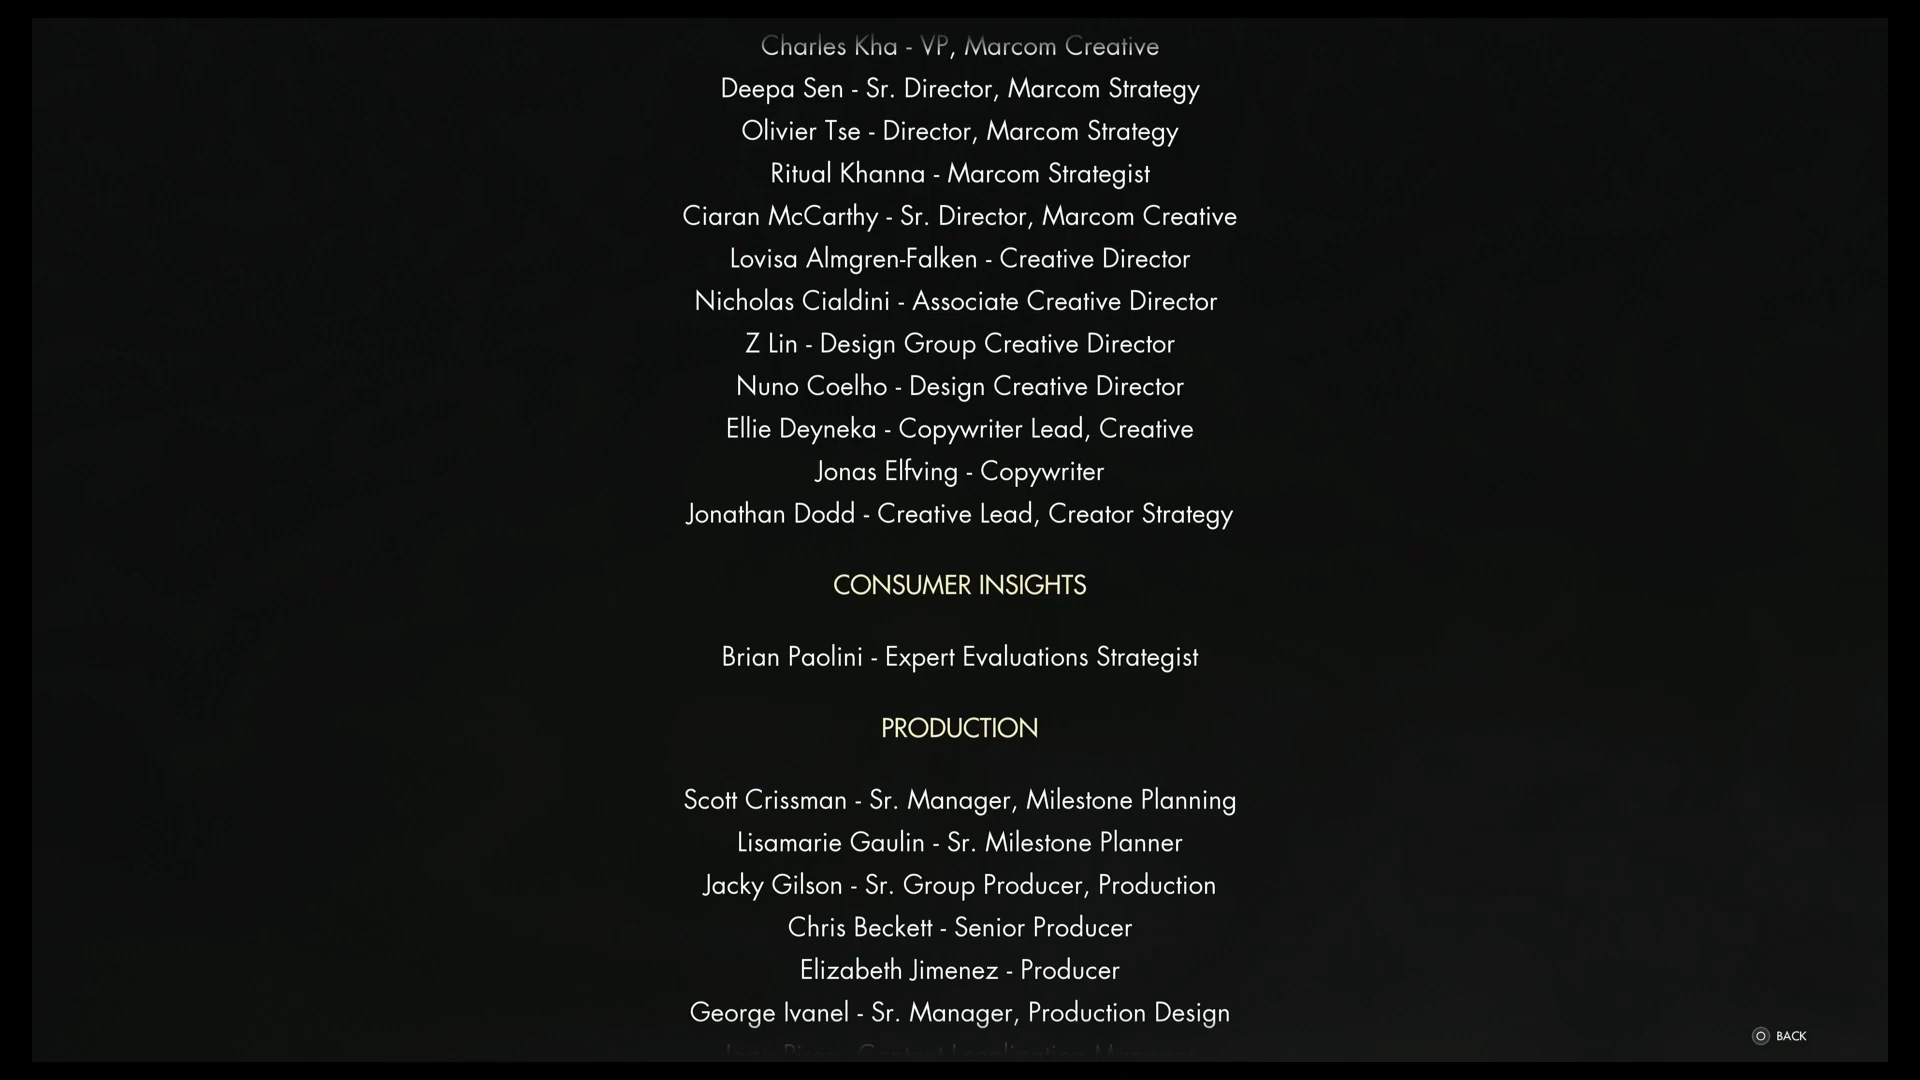 Charles Kha - VP, Marcom Creative
Deepa Sen - Sr. Director, Marcom Strategy
Olivier Tse - Director, Marcom Strategy
Ritual Khanna - Marcom Strategist
Ciaran McCarthy - Sr. Director, Marcom Creative
Lovisa Almgren-Falken - Creative Director
Nicholas Cialdini - Associate Creative Director
Z Lin - Design Group Creative Director
Nuno Coelho - Design Creative Director
Ellie Deyneka - Copywriter Lead, Creative
Jonas Elfving - Copywriter
Jonathan Dodd - Creative Lead, Creator Strategy
CONSUMER INSIGHTS
Brian Paolini - Expert Evaluations Strategist
PRODUCTION
Scott Crissman - Sr. Manager, Milestone Planning
Lisamarie Gaulin - Sr. Milestone Planner
Jacky Gilson - Sr. Group Producer, Production
Chris Beckett - Senior Producer
Elizabeth Jimenez - Producer
George Ivanel - Sr. Manager, Production Design
BACK